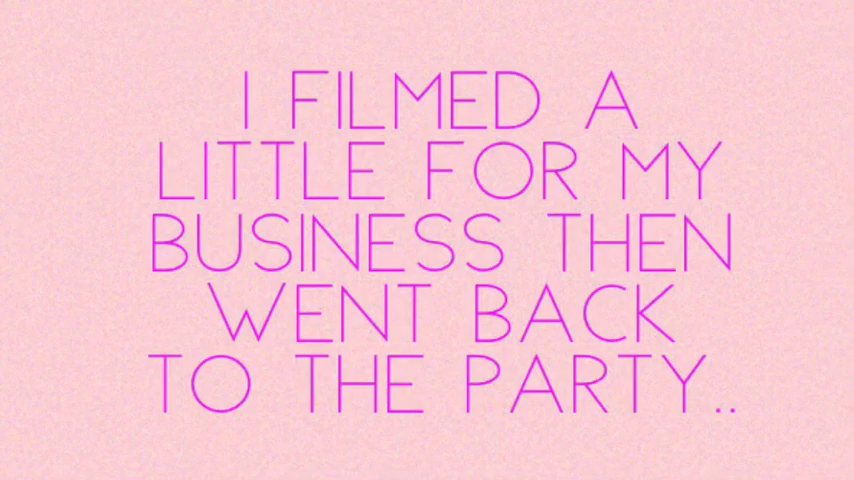 I FILMED A
LITTLE FOR MY
BUSINESS THEN
WENT BACK
TO THE PARTY..